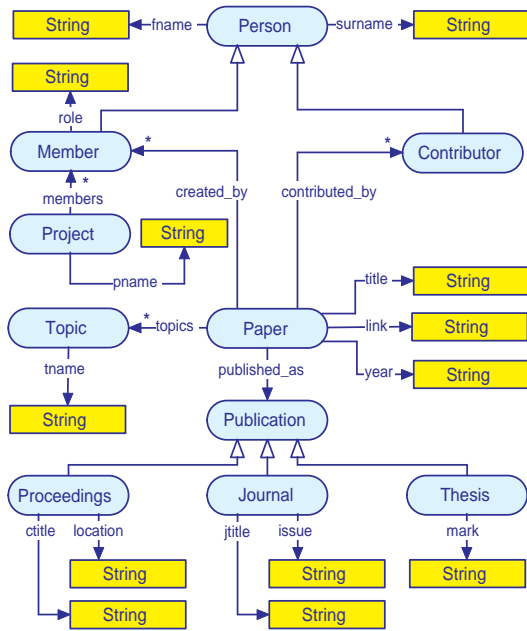 String fname Person surname String
String
role
Member * * Contributor
created_by contributed_by
*
members
Project String
pname
title String
Topic * topics Paper link String
tname published_as year String
String Publication
Proceedings Journal Thesis
ctitle location jtitle issue mark
String String String
String String